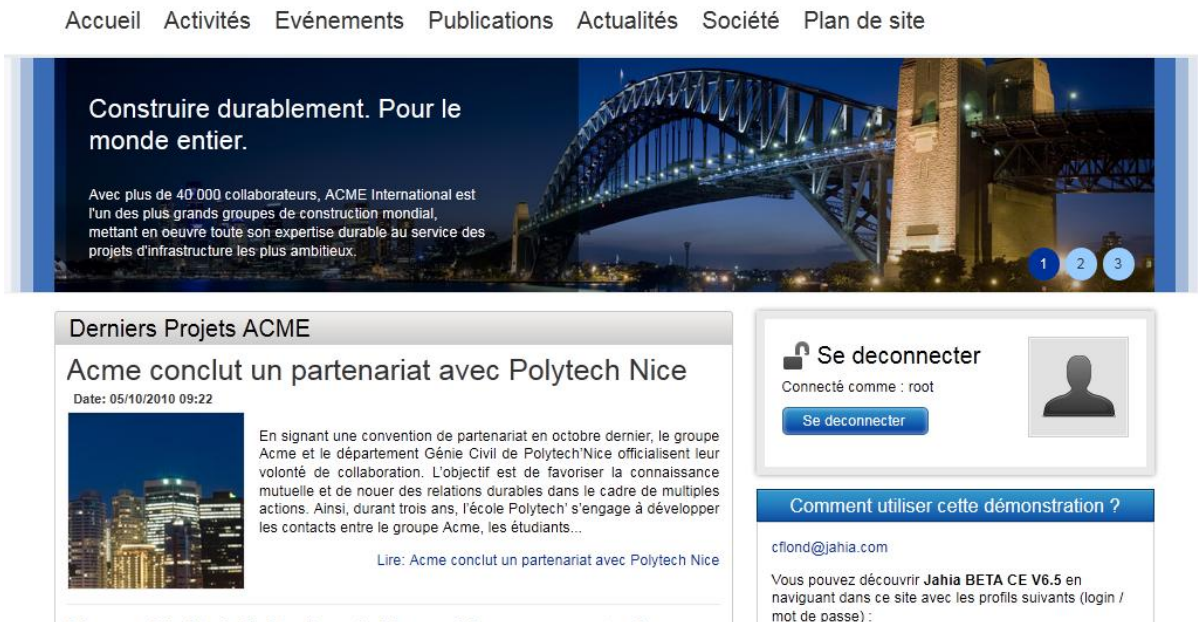 Accueil Activités Evénements Publications Actualités Société Plan de site
Construire durablement. Pour le
monde entier.
Avec plus de 40 000 collaborateurs, ACME International est
l'un des plus grands groupes de construction mondial,
mettant en oeuvre toute son expertise durable au service des
projets d'infrastructure les plus ambitieux.
1 2 3
Derniers Projets ACME
Acme conclut un partenariat avec Polytech Nice
Date: 05/10/2010 09:22
En signant une convention de partenariat en octobre dernier, le groupe
Acme et le département Génie Civil de Polytech'Nice officialisent leur
volonté de collaboration. L'objectif est de favoriser la connaissance
mutuelle et de nouer des relations durables dans le cadre de multiples
actions. Ainsi, durant trois ans, l'école Polytech' s'engage à développer
les contacts entre le groupe Acme, les étudiants...
Lire: Acme conclut un partenariat avec Polytech Nice
Se deconnecter
Connecté comme : root
Se deconnecter
Comment utiliser cette démonstration ?
cflond@jahia.com
Vous pouvez découvrir Jahia BETA CE V6.5 en
naviguant dans ce site avec les profils suivants (login /
mot de passe) :